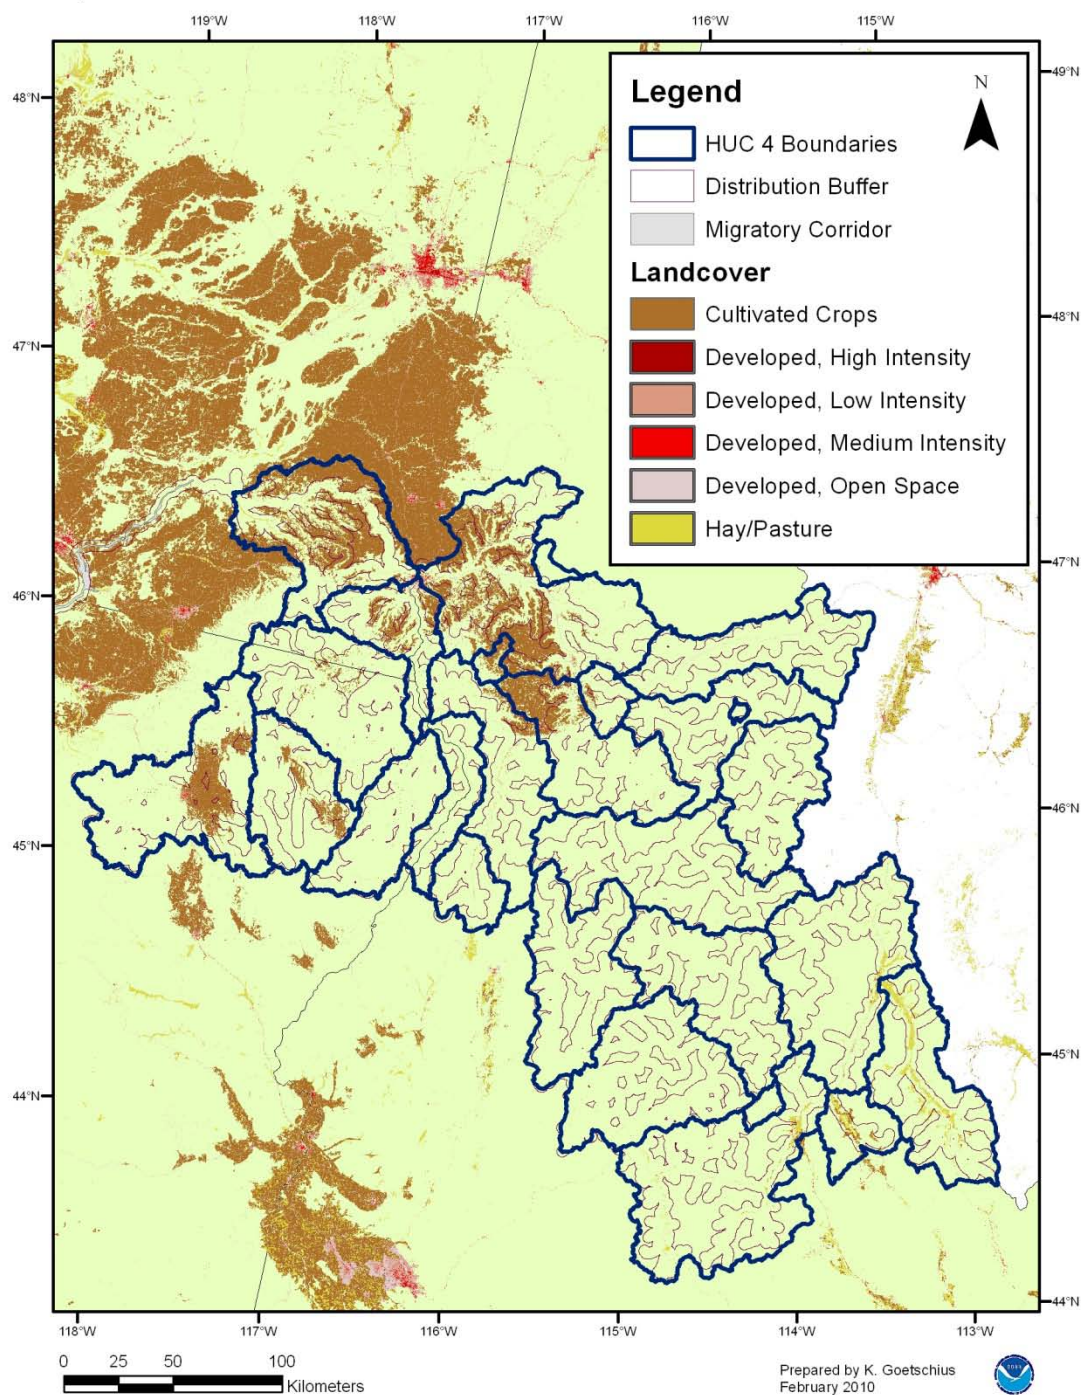 119°W 118°W 117°W 116°W 115°W
48°N
47°N
46°N
45°N
44°N
49°N
48°N
47°N
46°N
45°N
44°N
Legend
N
HUC 4 Boundaries
Distribution Buffer
Migratory Corridor
Landcover
Cultivated Crops
Developed, High Intensity
Developed, Low Intensity
Developed, Medium Intensity
Developed, Open Space
Hay/Pasture
118°W 117°W 116°W 115°W 114°W 113°W
0 25 50 100
Kilometers
Prepared by K. Goetschius
February 2010